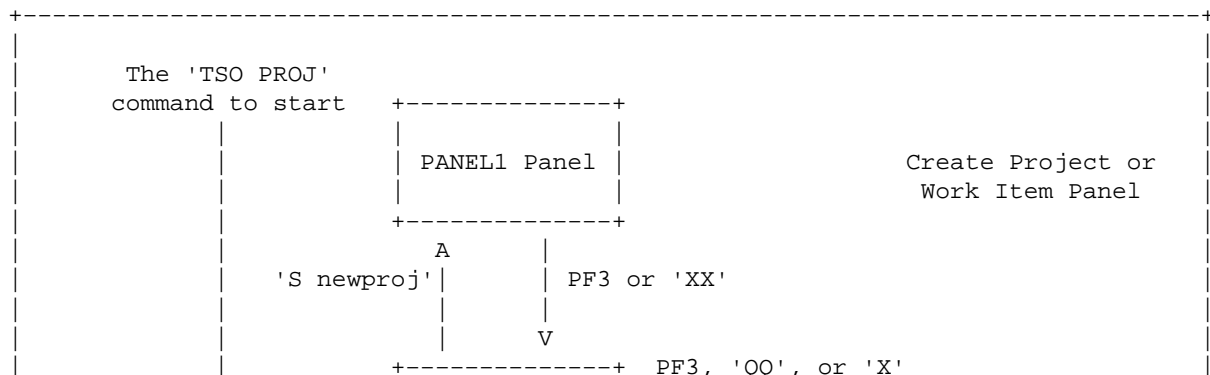 The 'TSO PROJ'
command to start
PANEL1 Panel
Create Project or
Work Item Panel
A
'S newproj'
PF3 or 'XX'
V
PF3, 'QQ', or 'X'